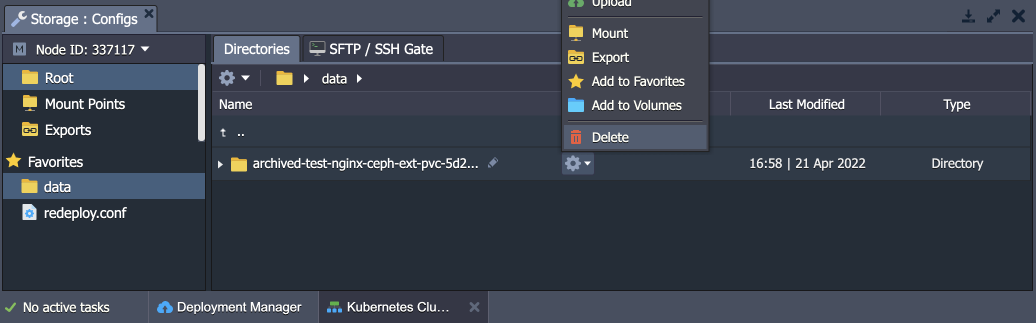 Storage : Configs
Upload
Node ID: 337117
Directories
SFTP / SSH Gate
Mount
Export
Add to Favorites
Add to Volumes
Delete
Root
Mount Points
Exports
Favorites
data
redeploy.conf
data
Name
Last Modified
Type
..
archived-test-nginx-ceph-ext-pvc-5d2...
16:58 | 21 Apr 2022
Directory
No active tasks
Deployment Manager
Kubernetes Clu...